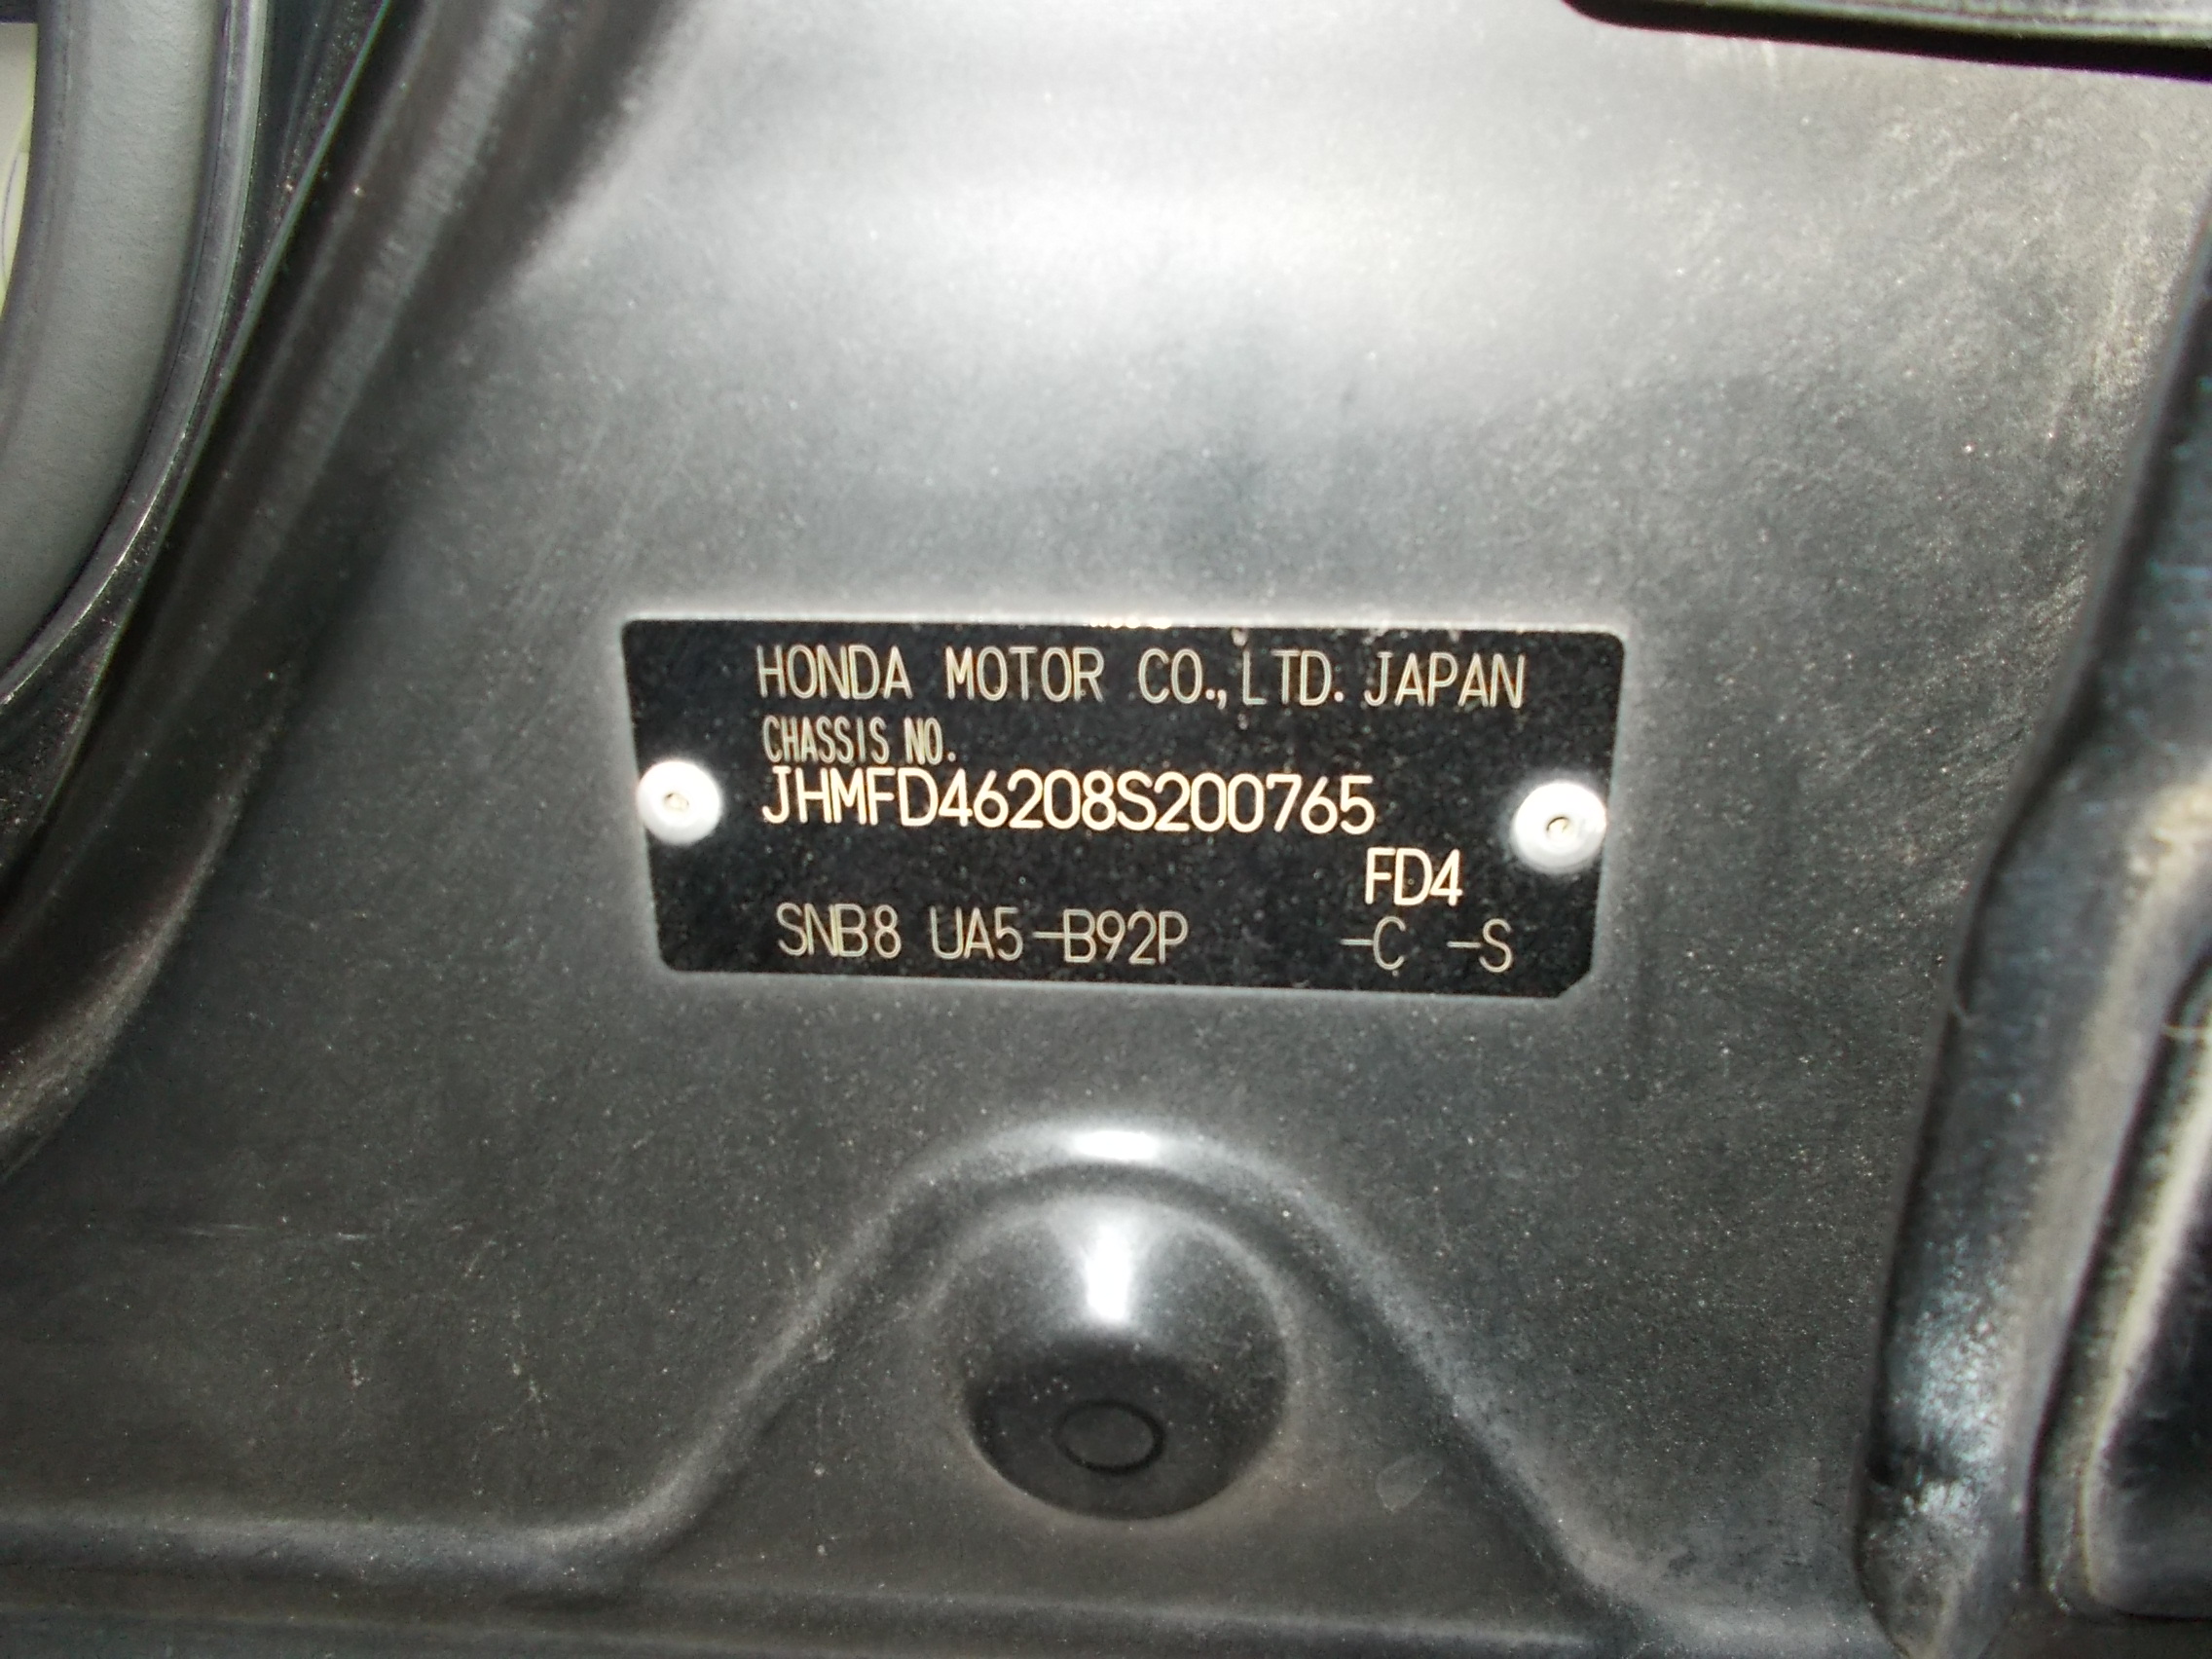 HONDA MOTOR CO., LTD. JAPAN
CHASSIS NO.
JHMFD46208S200765
FD4
SNB8 UA5-B92P -C -S